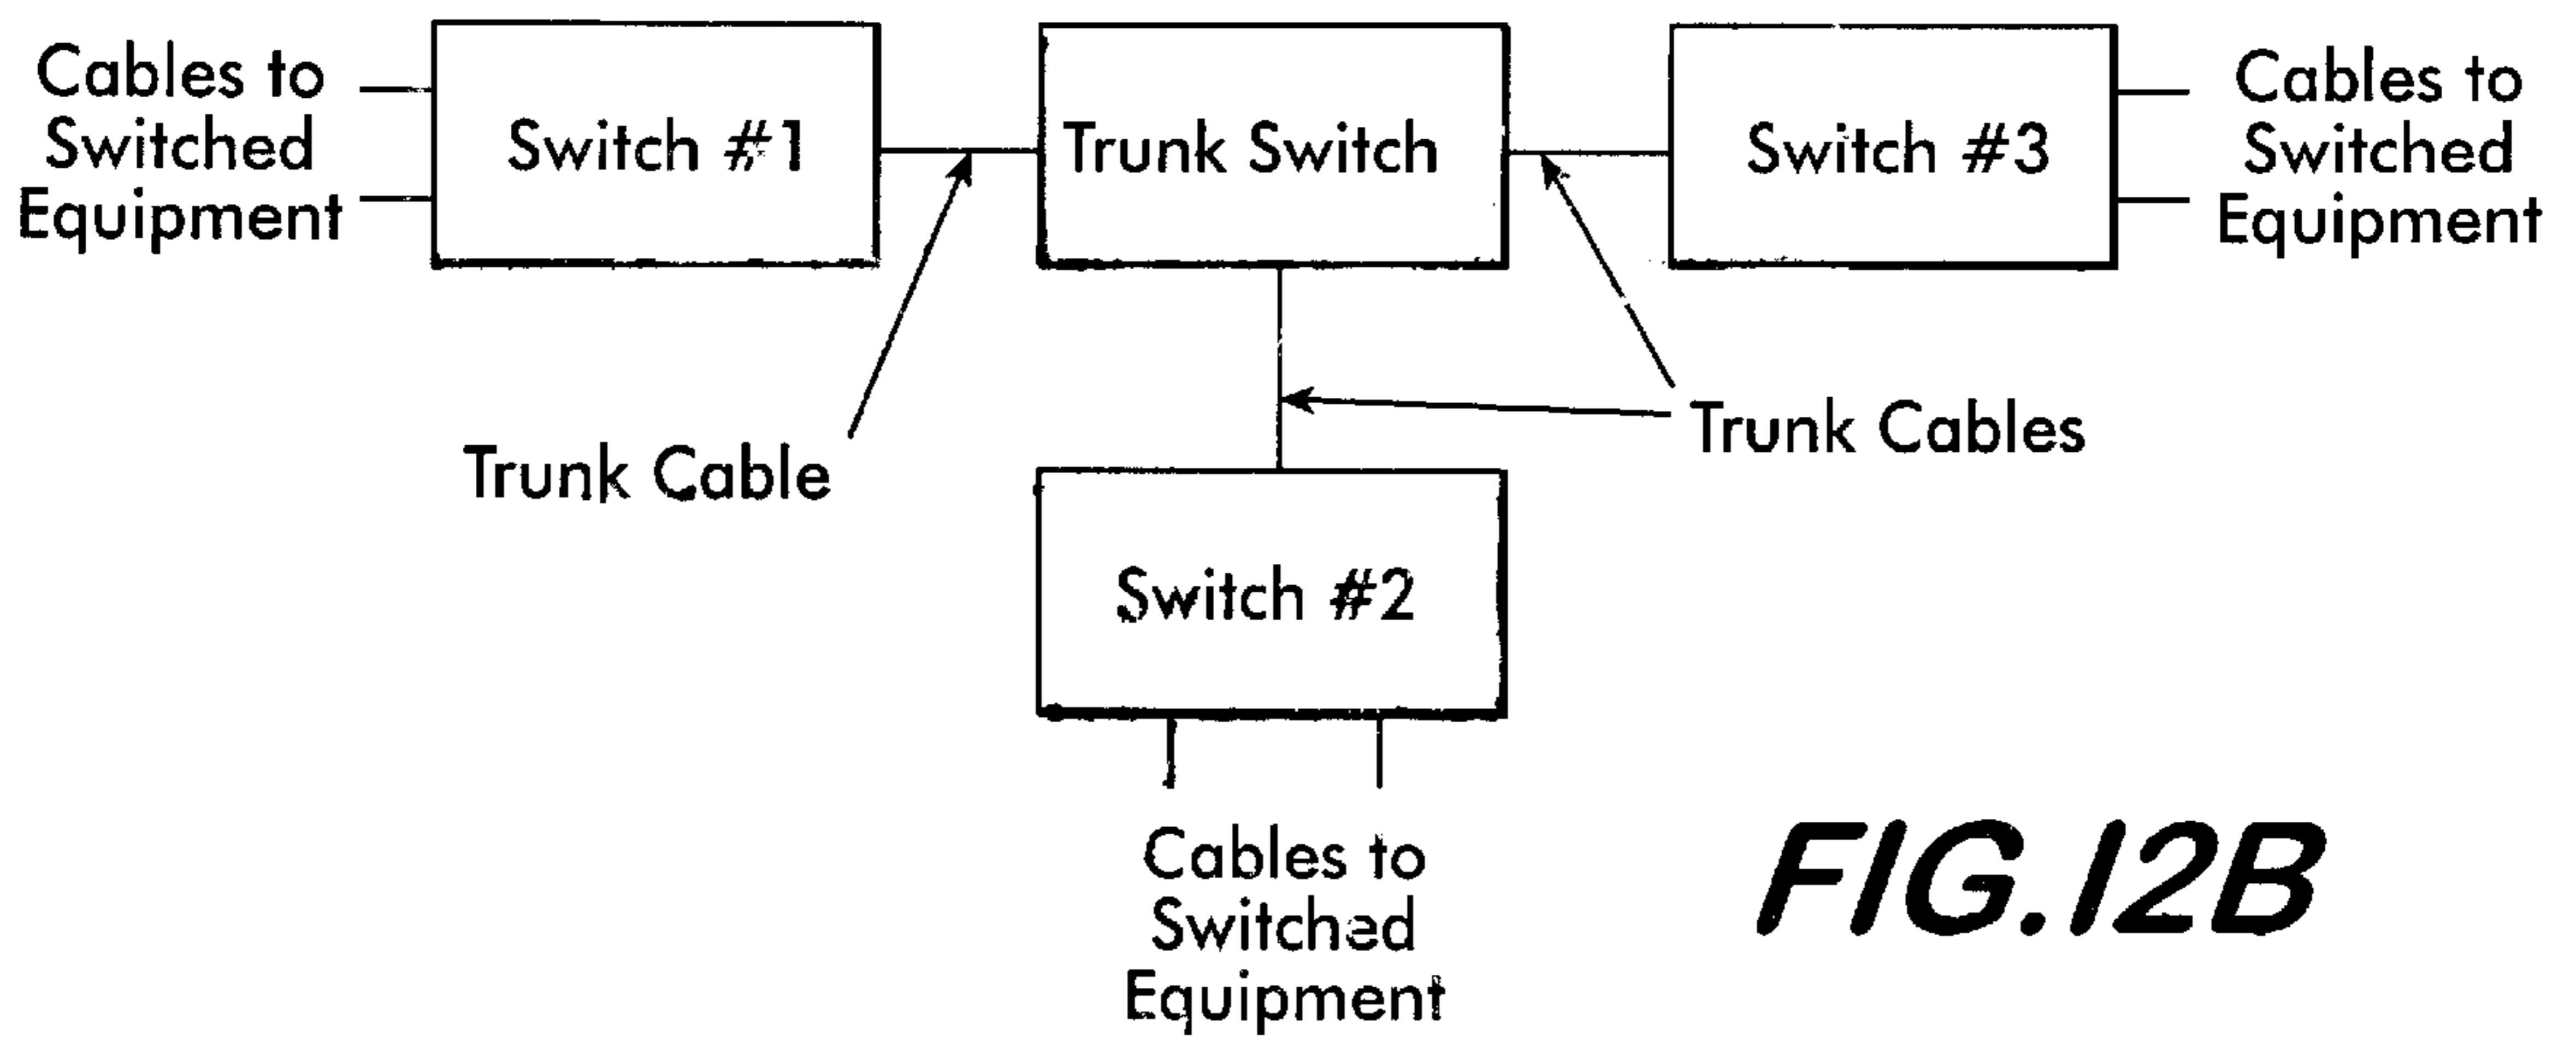 Cables to
Switched
Equipment
Switch #1
Trunk Switch
Switch #3
Cables to
Switched
Equipment
Trunk Cable
Trunk Cables
Switch #2
Cables to
Switched
Equipment
FIG.12B